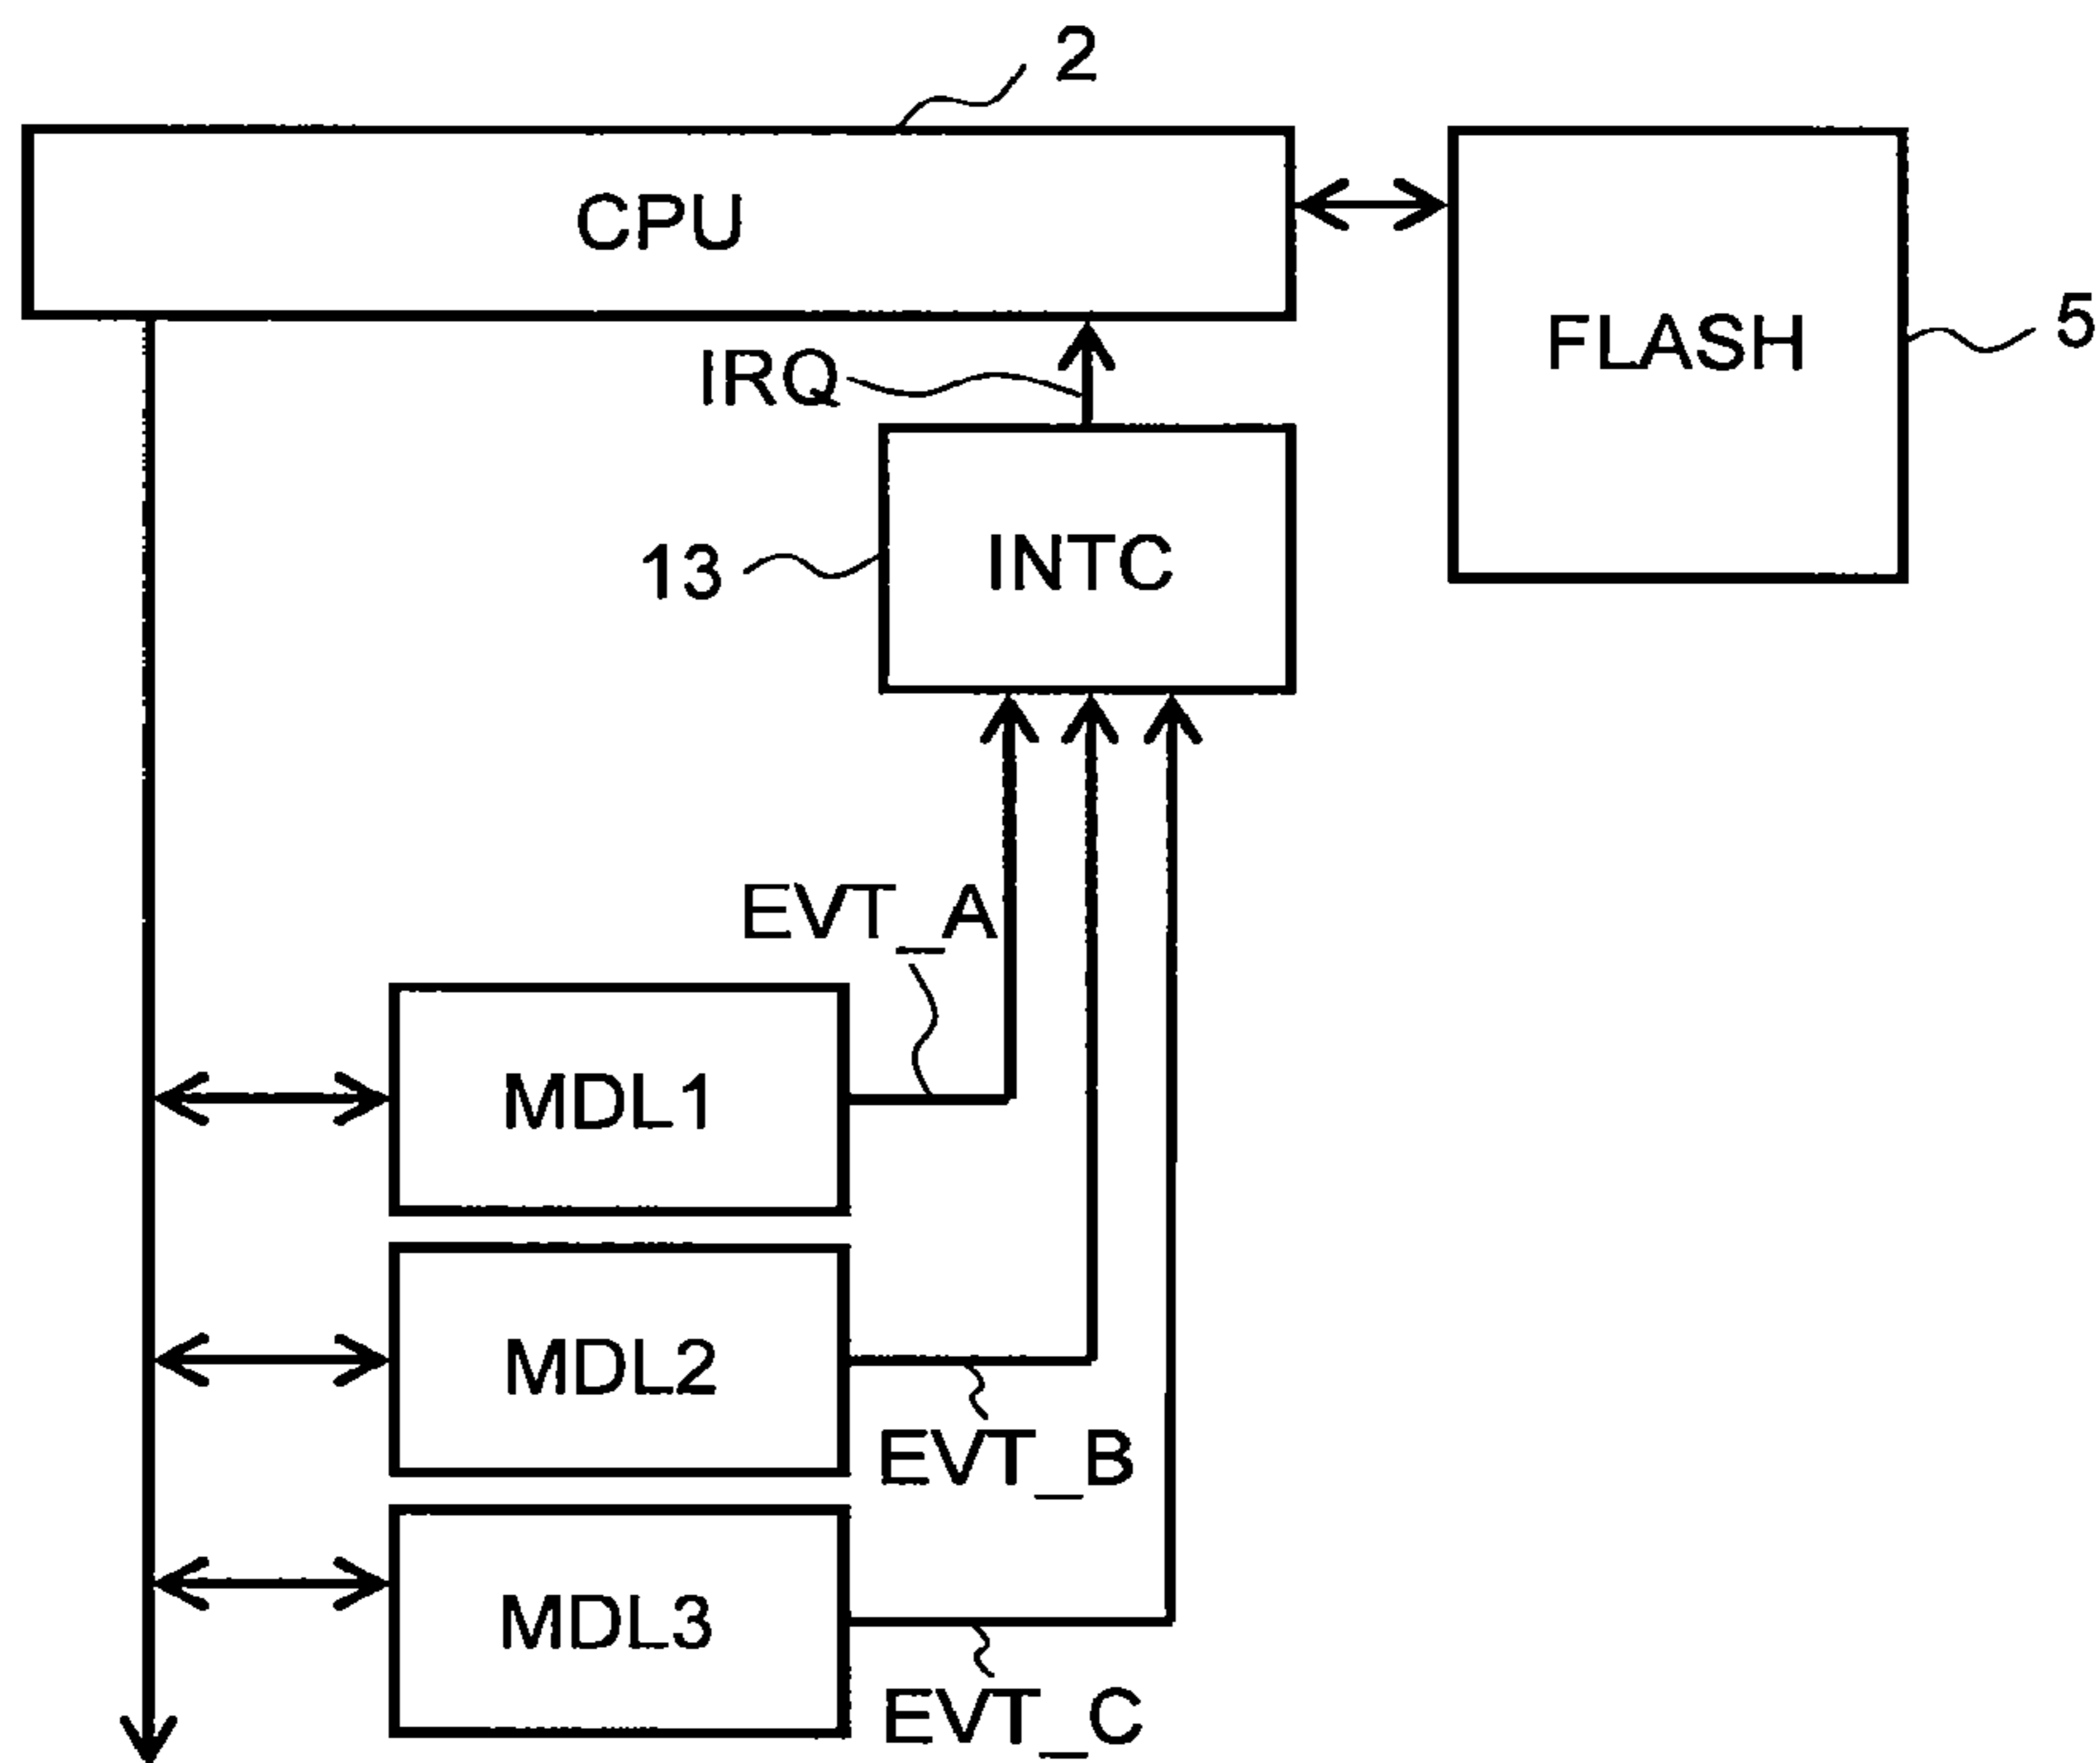 2
CPU
FLASH
5
IRQ
INTC
13
EVT_A
MDL1
MDL2
EVT_B
MDL3
EVT_C